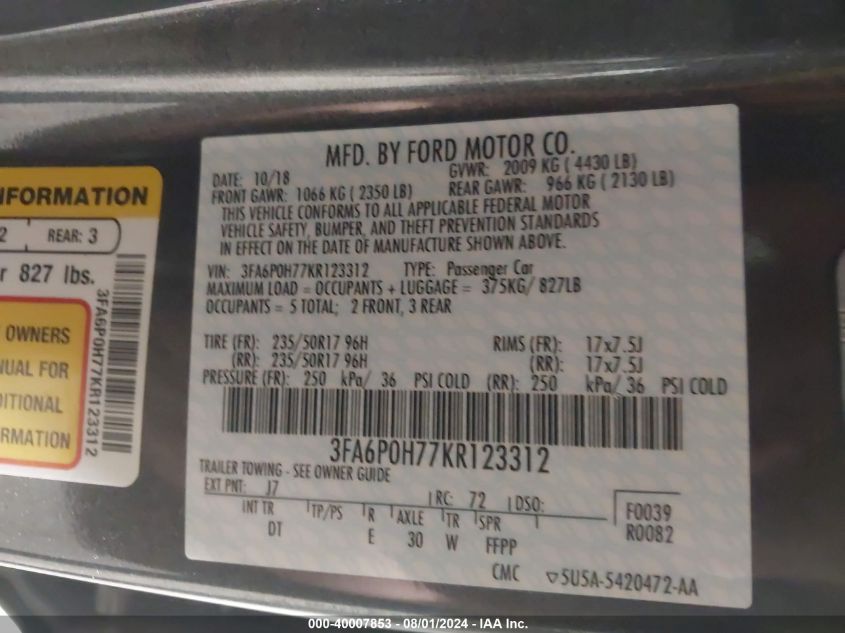 NFORMATION
2 REAR: 3
r 827 lbs.
OWNERS
NUAL FOR
DITIONAL
ORMATION
3FA6P0H77KR123312
MFD. BY FORD MOTOR CO.
DATE: 10/18 GVWR: 2009 KG ( 4430 LB)
FRONT GAWR: 1066 KG ( 2350 LB) REAR GAWR: 966 KG ( 2130 LB)
THIS VEHICLE CONFORMS TO ALL APPLICABLE FEDERAL MOTOR
VEHICLE SAFETY, BUMPER, AND THEFT PREVENTION STANDARDS
IN EFFECT ON THE DATE OF MANUFACTURE SHOWN ABOVE.
VIN: 3FA6P0H77KR123312 TYPE: Passenger Car
MAXIMUM LOAD = OCCUPANTS + LUGGAGE = 375KG/ 827LB
OCCUPANTS = 5 TOTAL; 2 FRONT, 3 REAR
TIRE (FR): 235/50R17 96H RIMS (FR): 17x7.5J
(RR): 235/50R17 96H (RR): 17x7.5J
PRESSURE (FR): 250 kPa/ 36 PSI COLD (RR): 250 kPa/ 36 PSI COLD
3FA6P0H77KR123312
TRAILER TOWING - SEE OWNER GUIDE
EXT PNT: J7 RC: 72 DSO: F0039
INT TR TP/PS R AXLE TR SPR R0082
DT E 30 W FFPP
CMC ▽5U5A-5420472-AA
000-40007853 - 08/01/2024 - IAA Inc.